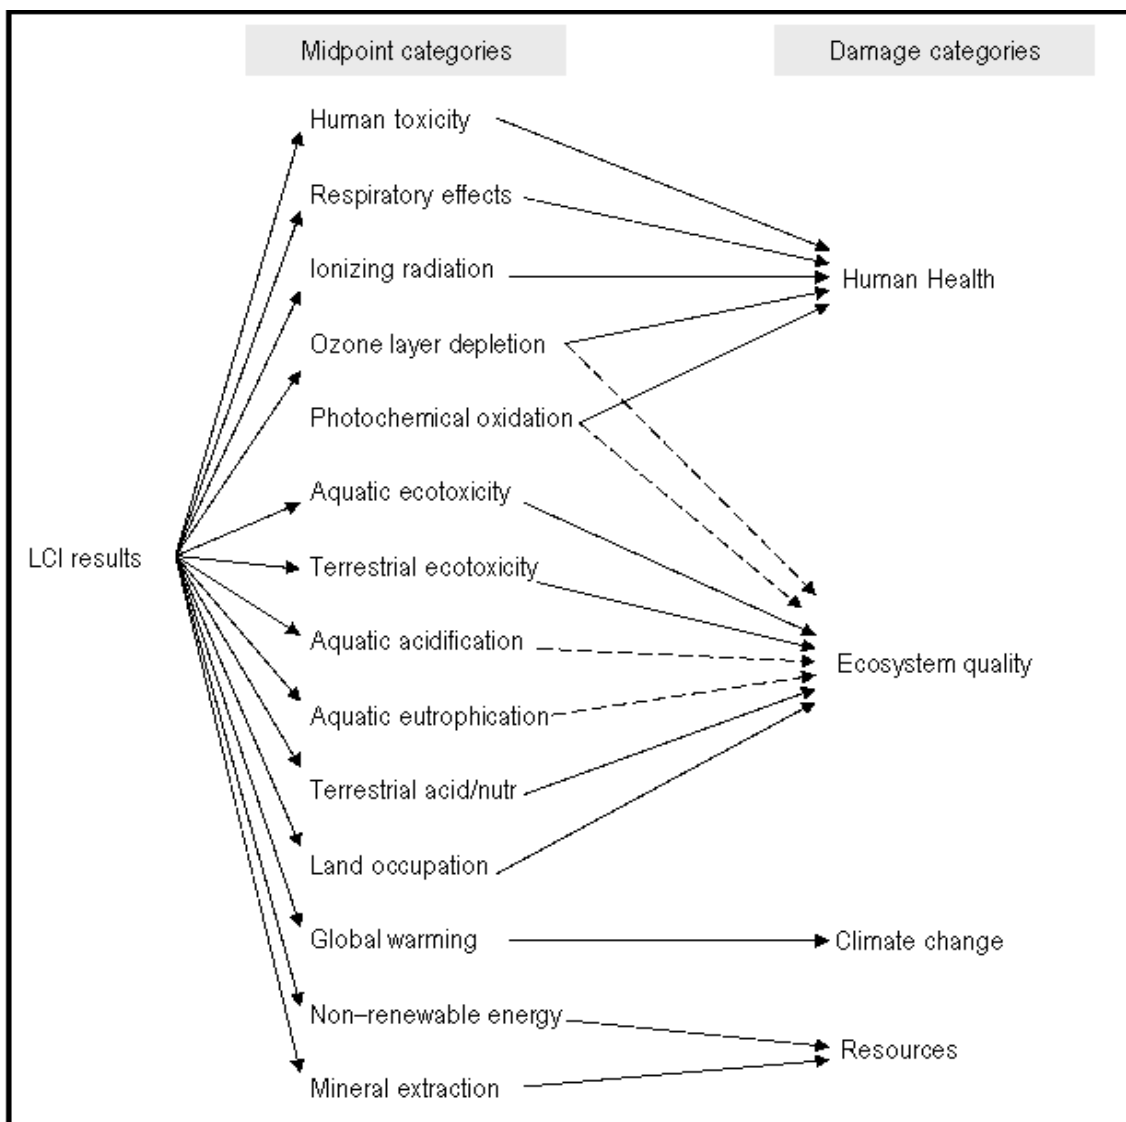 Midpoint categories
Damage categories
Human toxicity
Respiratory effects
Ionizing radiation
Human Health
Ozone layer depletion
Photochemical oxidation
Aquatic ecotoxicity
LCI results
Terrestrial ecotoxicity
Aquatic acidification
Ecosystem quality
Aquatic eutrophication
Terrestrial acid/nutr
Land occupation
Global warming
Climate change
Non–renewable energy
Resources
Mineral extraction